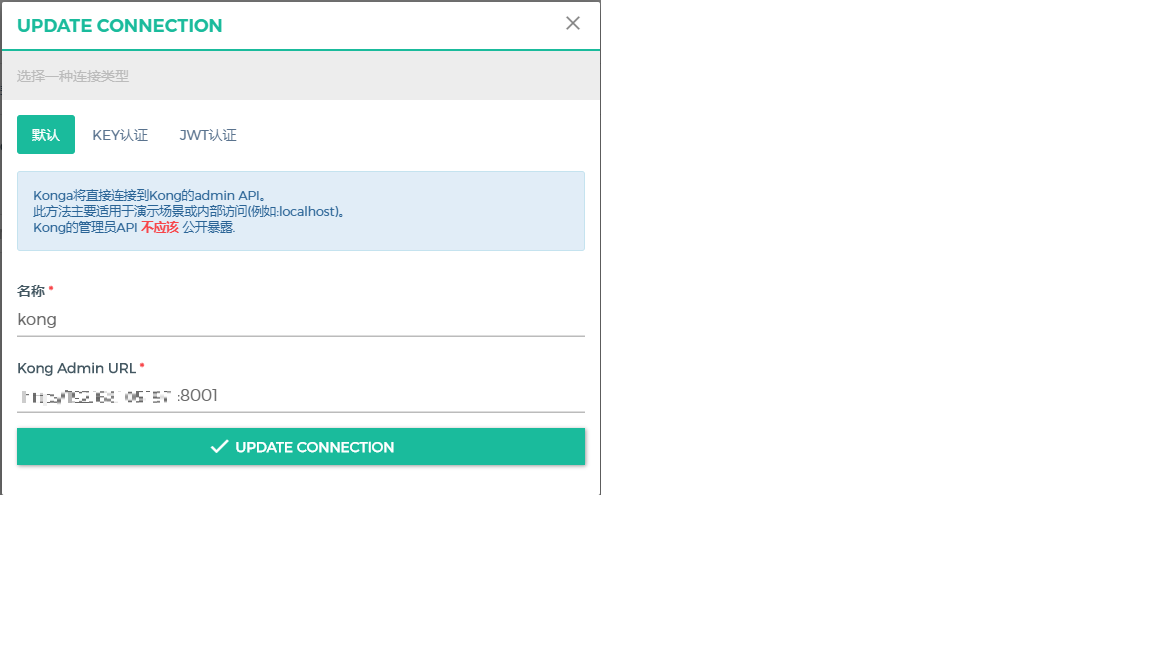 UPDATE CONNECTION
选择一种连接类型
默认 KEY认证 JWT认证
Konga将直接连接到Kong的admin API。
此方法主要适用于演示场景或内部访问(例如:localhost)。
Kong的管理员API 不应该 公开暴露.
名称 *
kong
Kong Admin URL *
:8001
UPDATE CONNECTION